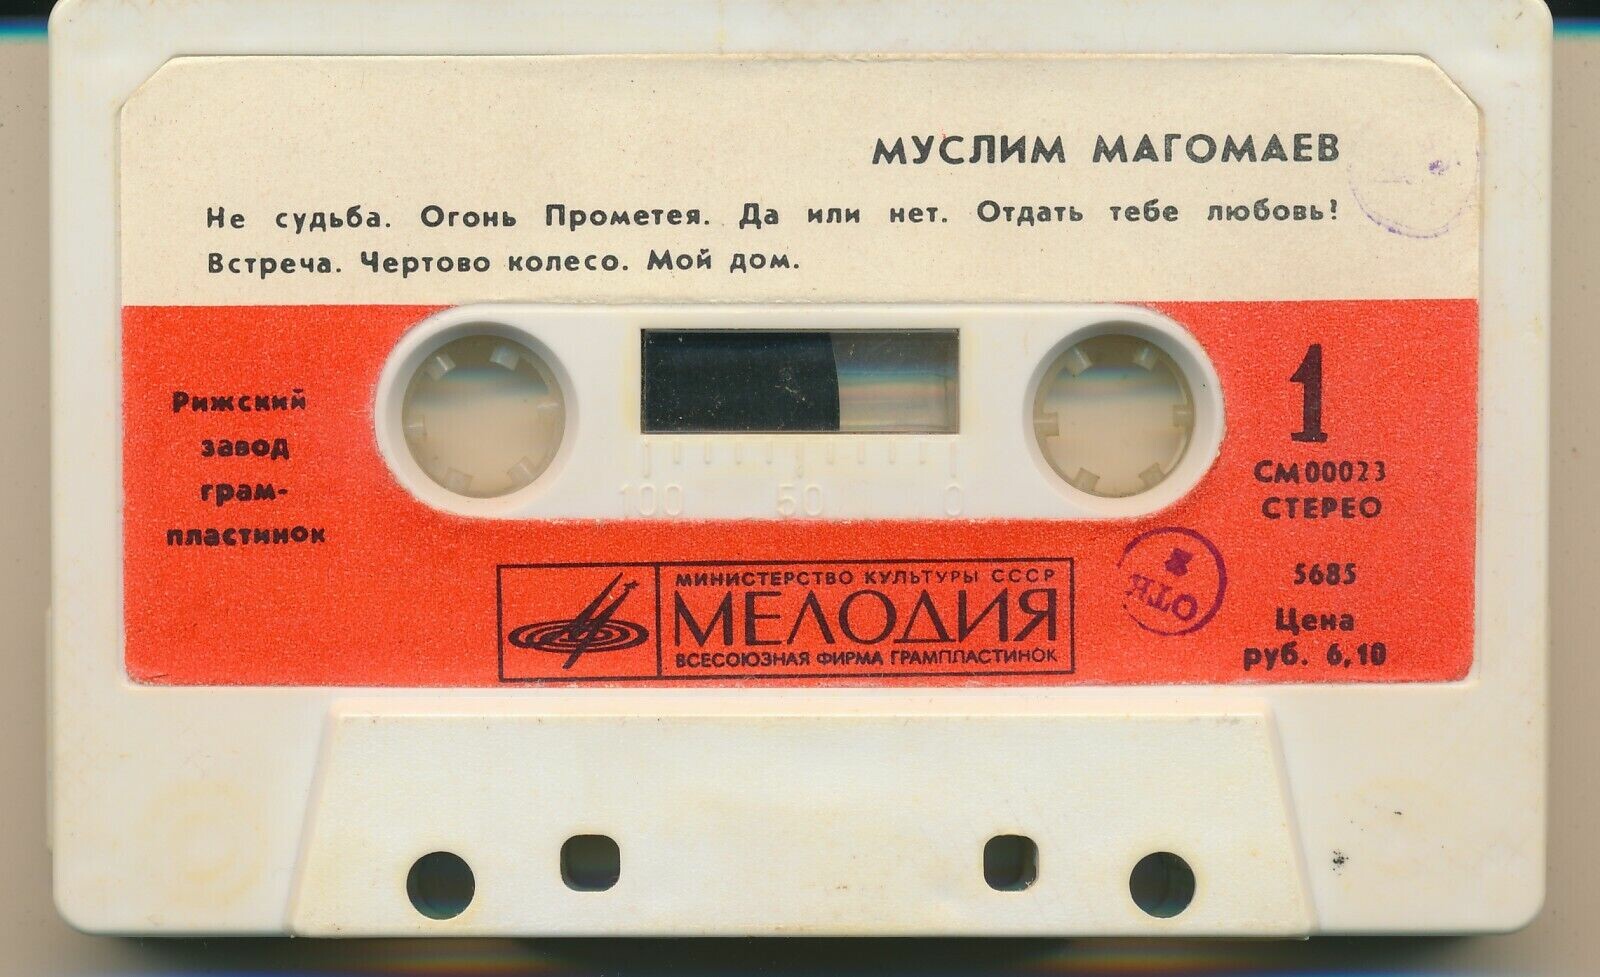 МУСЛИМ МАГОМАЕВ
Не судьба. Огонь Прометея. Да или нет. Отдать тебе любовь?
Встреча. Чертово колесо. Мой дом.
Рижский
завод
грам-
пластинок
100 50 0
1
СМ00023
СТЕРЕО
5685
Цена
руб. 6,10
МИНИСТЕРСТВО КУЛЬТУРЫ СССР
МЕЛОДИЯ
ВСЕСОЮЗНАЯ ФИРМА ГРАМПЛАСТИНОК
ОТК